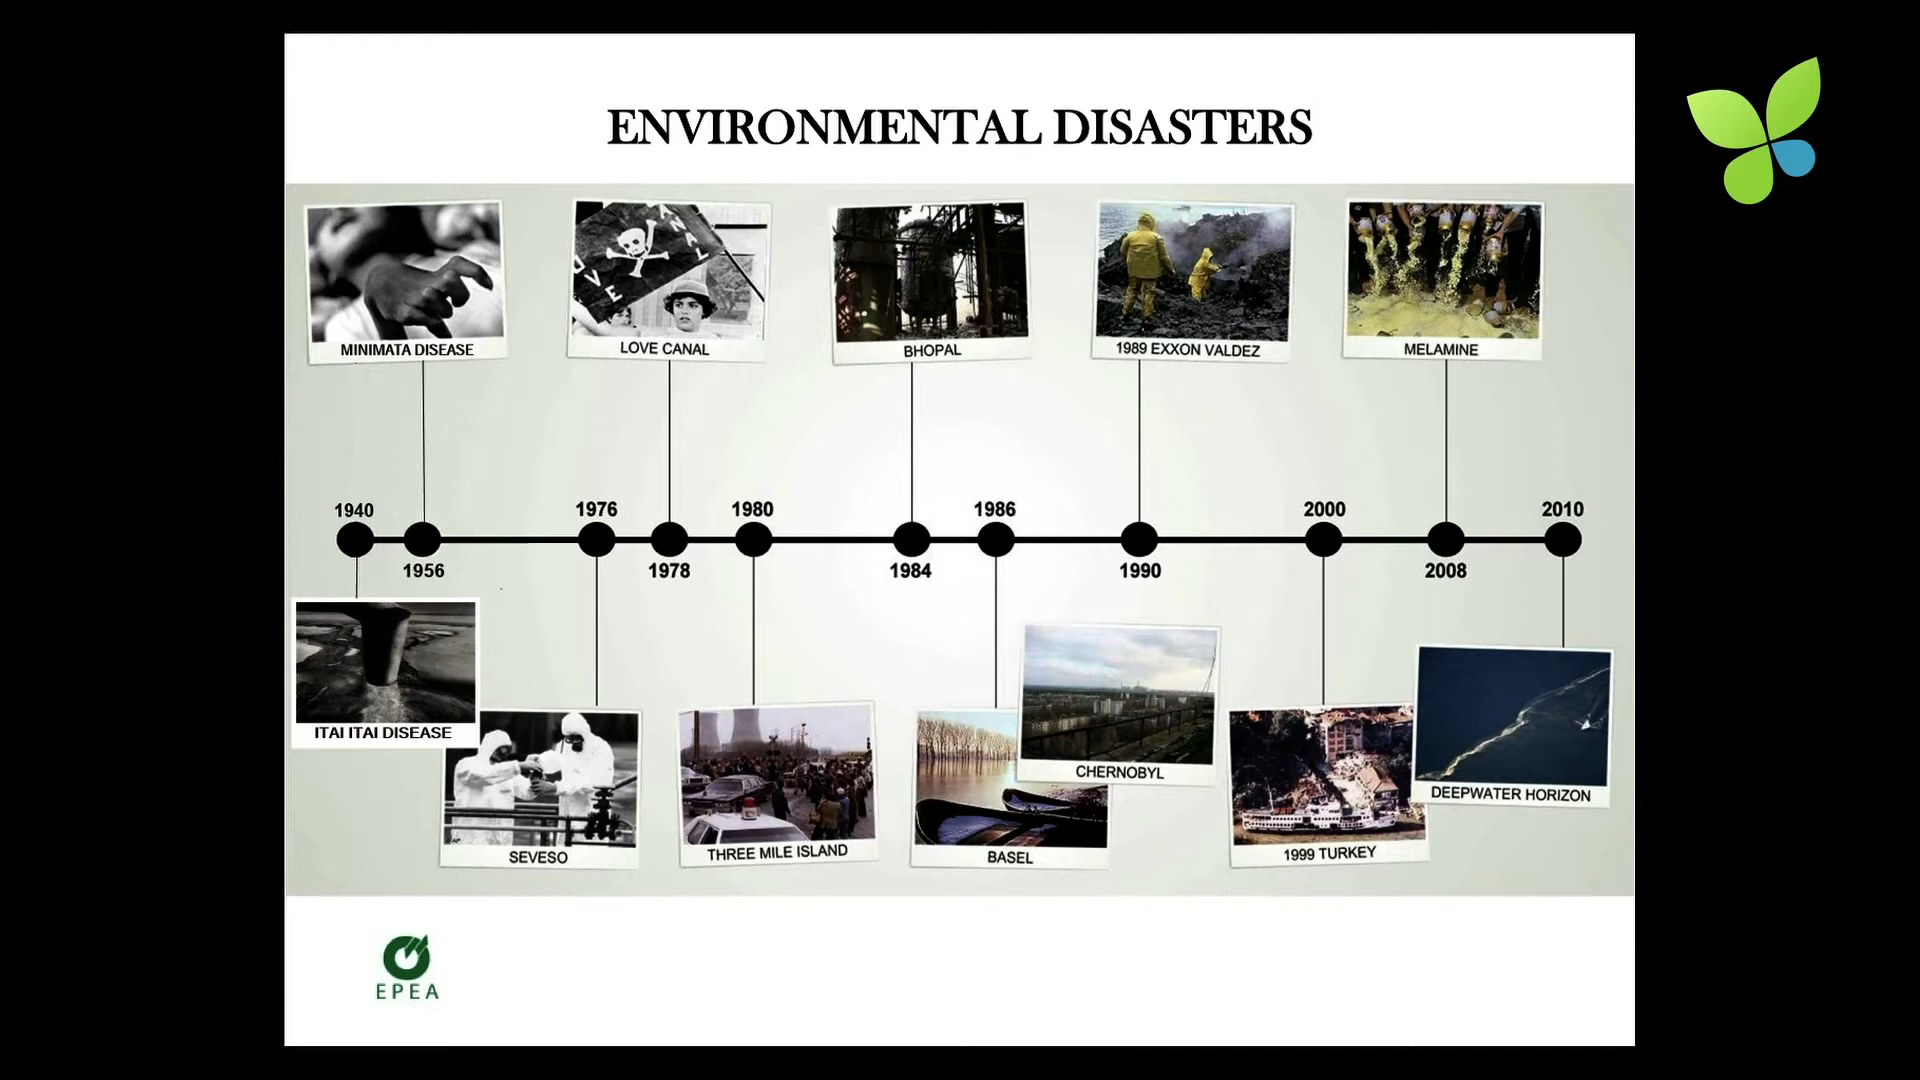 ENVIRONMENTAL DISASTERS
MINIMATA DISEASE
LOVE CANAL
BHOPAL
1989 EXXON VALDEZ
MELAMINE
1940
1976
1980
1986
2000
2010
1956
1978
1984
1990
2008
ITAI ITAI DISEASE
SEVESO
THREE MILE ISLAND
BASEL
CHERNOBYL
1999 TURKEY
DEEPWATER HORIZON
EPEA